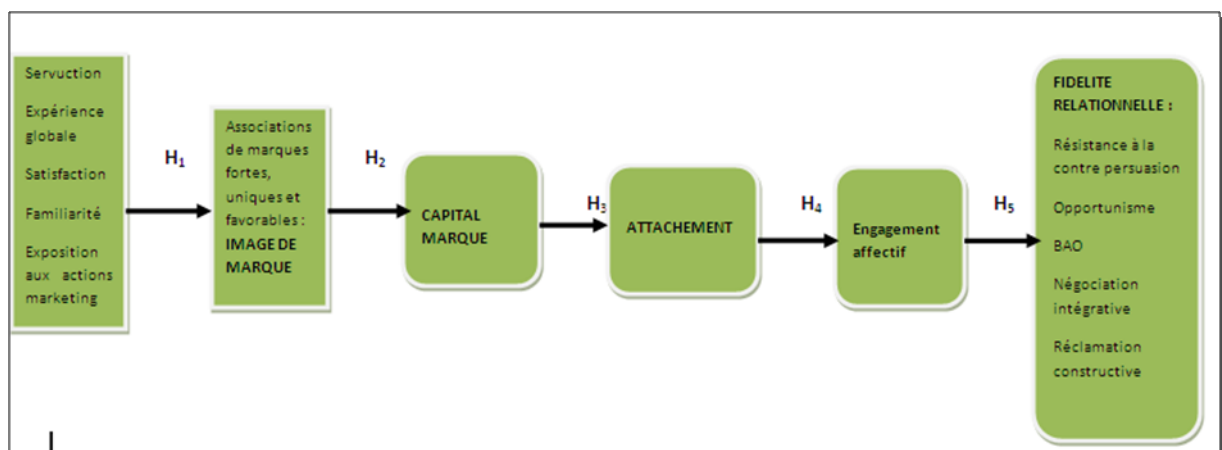 Servuction
Expérience
globale
Satisfaction
Familiarité
Exposition
aux actions
marketing
H₁
Associations
de marques
fortes,
uniques et
favorables :
IMAGE DE
MARQUE
H₂
CAPITAL
MARQUE
H₃
ATTACHEMENT
H₄
Engagement
affectif
H₅
FIDELITE
RELATIONNELLE :
Résistance à la
contre persuasion
Opportunisme
BAO
Négociation
intégrative
Réclamation
constructive